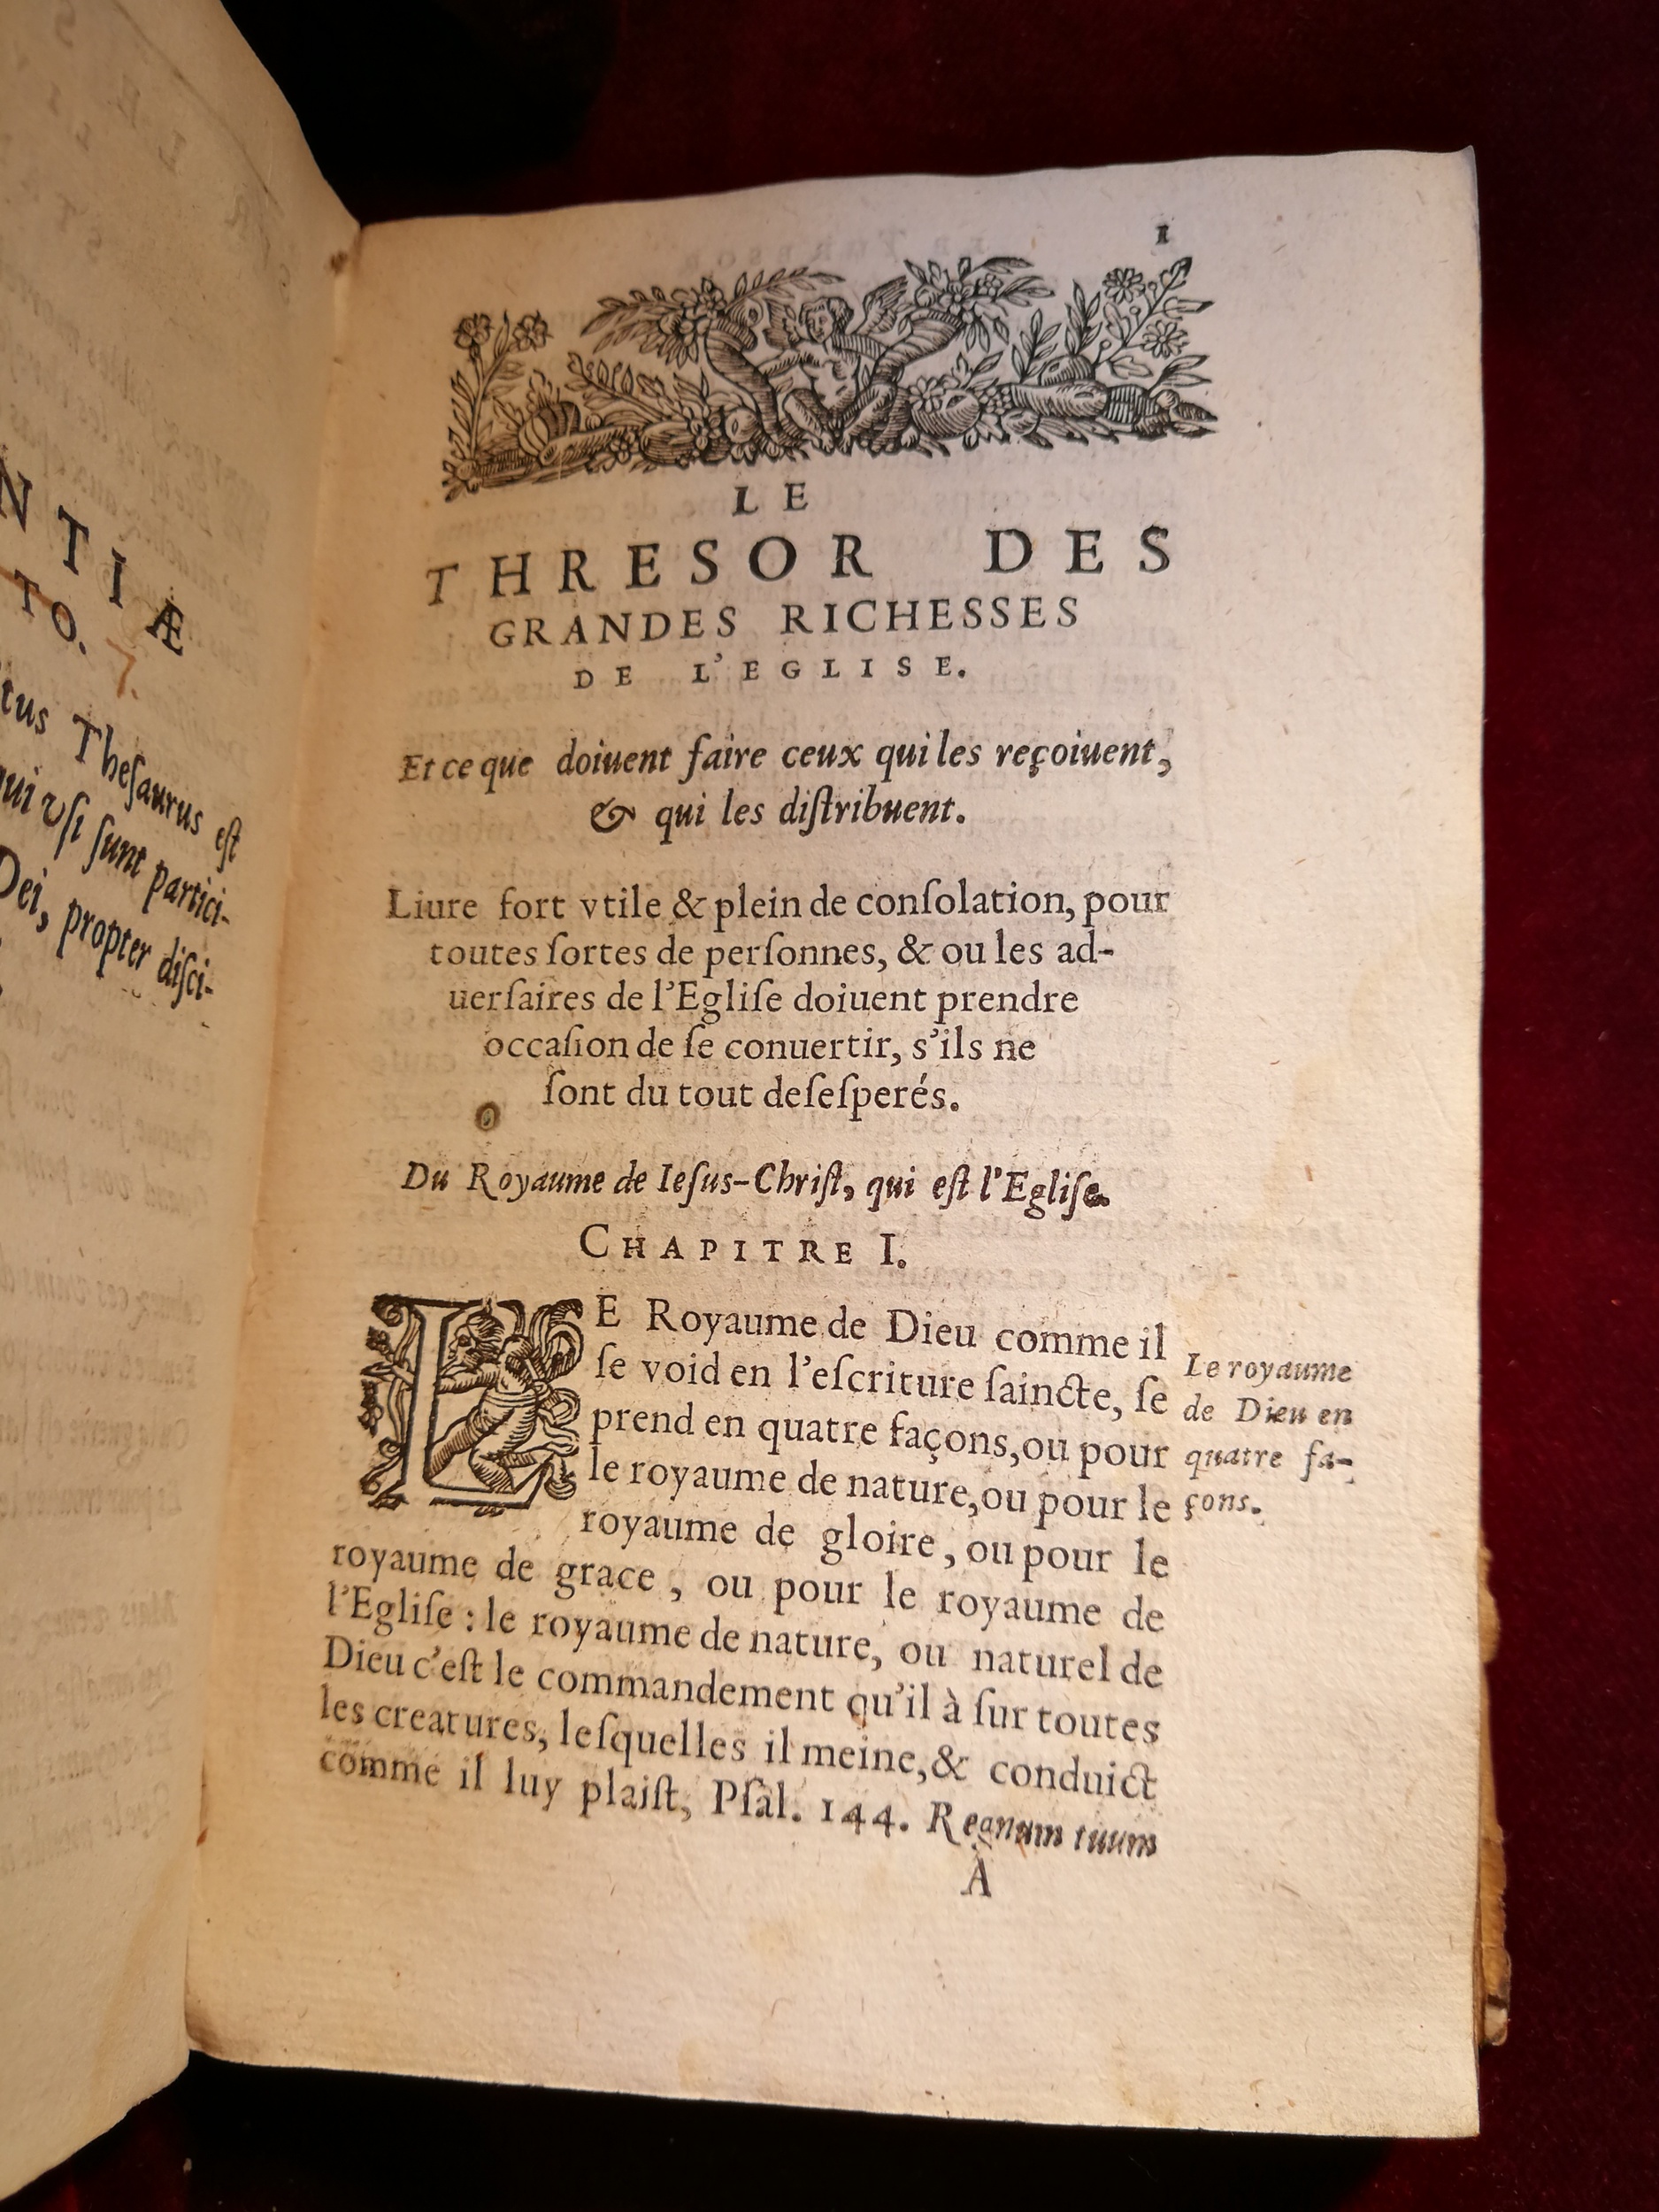 NTIÆ
TO. 7.
tus Theſaurus eſt
qui vſi ſunt partici-
Dei, propter diſci-
1
LE
THRESOR DES
GRANDES RICHESSES
DE L'EGLISE.
Et ce que doiuent faire ceux qui les reçoiuent,
& qui les diſtribuent.
Liure fort vtile & plein de conſolation, pour
toutes ſortes de perſonnes, & ou les ad-
uerſaires de l'Egliſe doiuent prendre
occaſion de ſe conuertir, s'ils ne
ſont du tout deſeſperés.
Du Royaume de Ieſus-Chriſt, qui eſt l'Egliſe.
CHAPITRE I.
LE Royaume de Dieu comme il
ſe void en l'eſcriture ſaincte, ſe
prend en quatre façons, ou pour
le royaume de nature, ou pour le
royaume de gloire, ou pour le
royaume de grace, ou pour le royaume de
l'Egliſe : le royaume de nature, ou naturel de
Dieu c'eſt le commandement qu'il à ſur toutes
les creatures, leſquelles il meine, & conduict
comme il luy plaiſt, Pſal. 144. Regnum tuum
A
Le royaume
de Dieu en
quatre fa-
çons.